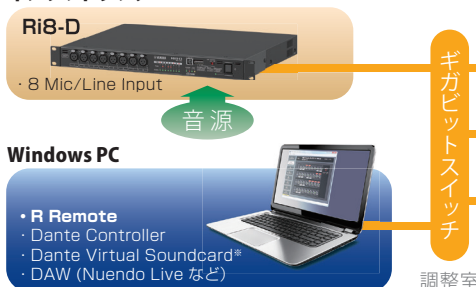 Ri8-D
· 8 Mic/Line Input
音源
Windows PC
・R Remote
· Dante Controller
· Dante Virtual Soundcard※
· DAW (Nuendo Live など)
ギガビットスイッチ
調整室